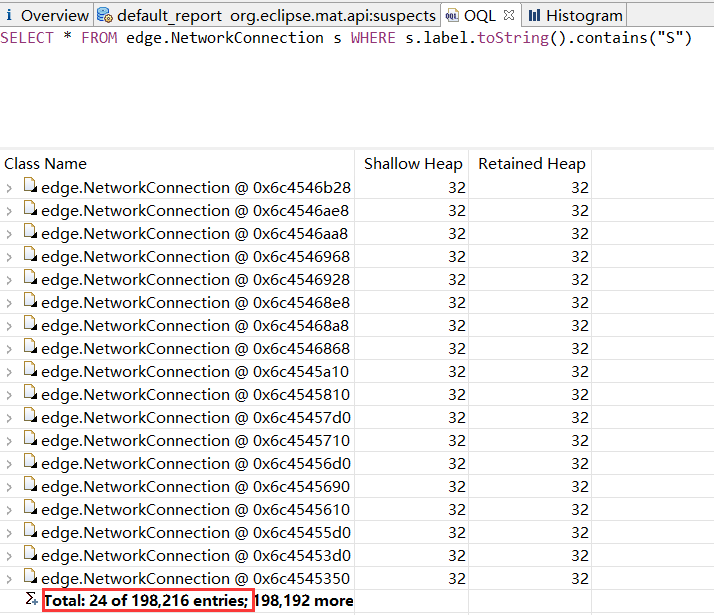 Overview default_report org.eclipse.mat.api:suspects OQL Histogram
SELECT * FROM edge.NetworkConnection s WHERE s.label.toString().contains("S")
Class Name Shallow Heap Retained Heap
edge.NetworkConnection @ 0x6c4546b28 32 32
edge.NetworkConnection @ 0x6c4546ae8 32 32
edge.NetworkConnection @ 0x6c4546aa8 32 32
edge.NetworkConnection @ 0x6c4546968 32 32
edge.NetworkConnection @ 0x6c4546928 32 32
edge.NetworkConnection @ 0x6c45468e8 32 32
edge.NetworkConnection @ 0x6c45468a8 32 32
edge.NetworkConnection @ 0x6c4546868 32 32
edge.NetworkConnection @ 0x6c4545a10 32 32
edge.NetworkConnection @ 0x6c4545810 32 32
edge.NetworkConnection @ 0x6c45457d0 32 32
edge.NetworkConnection @ 0x6c4545710 32 32
edge.NetworkConnection @ 0x6c45456d0 32 32
edge.NetworkConnection @ 0x6c4545690 32 32
edge.NetworkConnection @ 0x6c4545610 32 32
edge.NetworkConnection @ 0x6c45455d0 32 32
edge.NetworkConnection @ 0x6c45453d0 32 32
edge.NetworkConnection @ 0x6c4545350 32 32
Total: 24 of 198,216 entries; 198,192 more